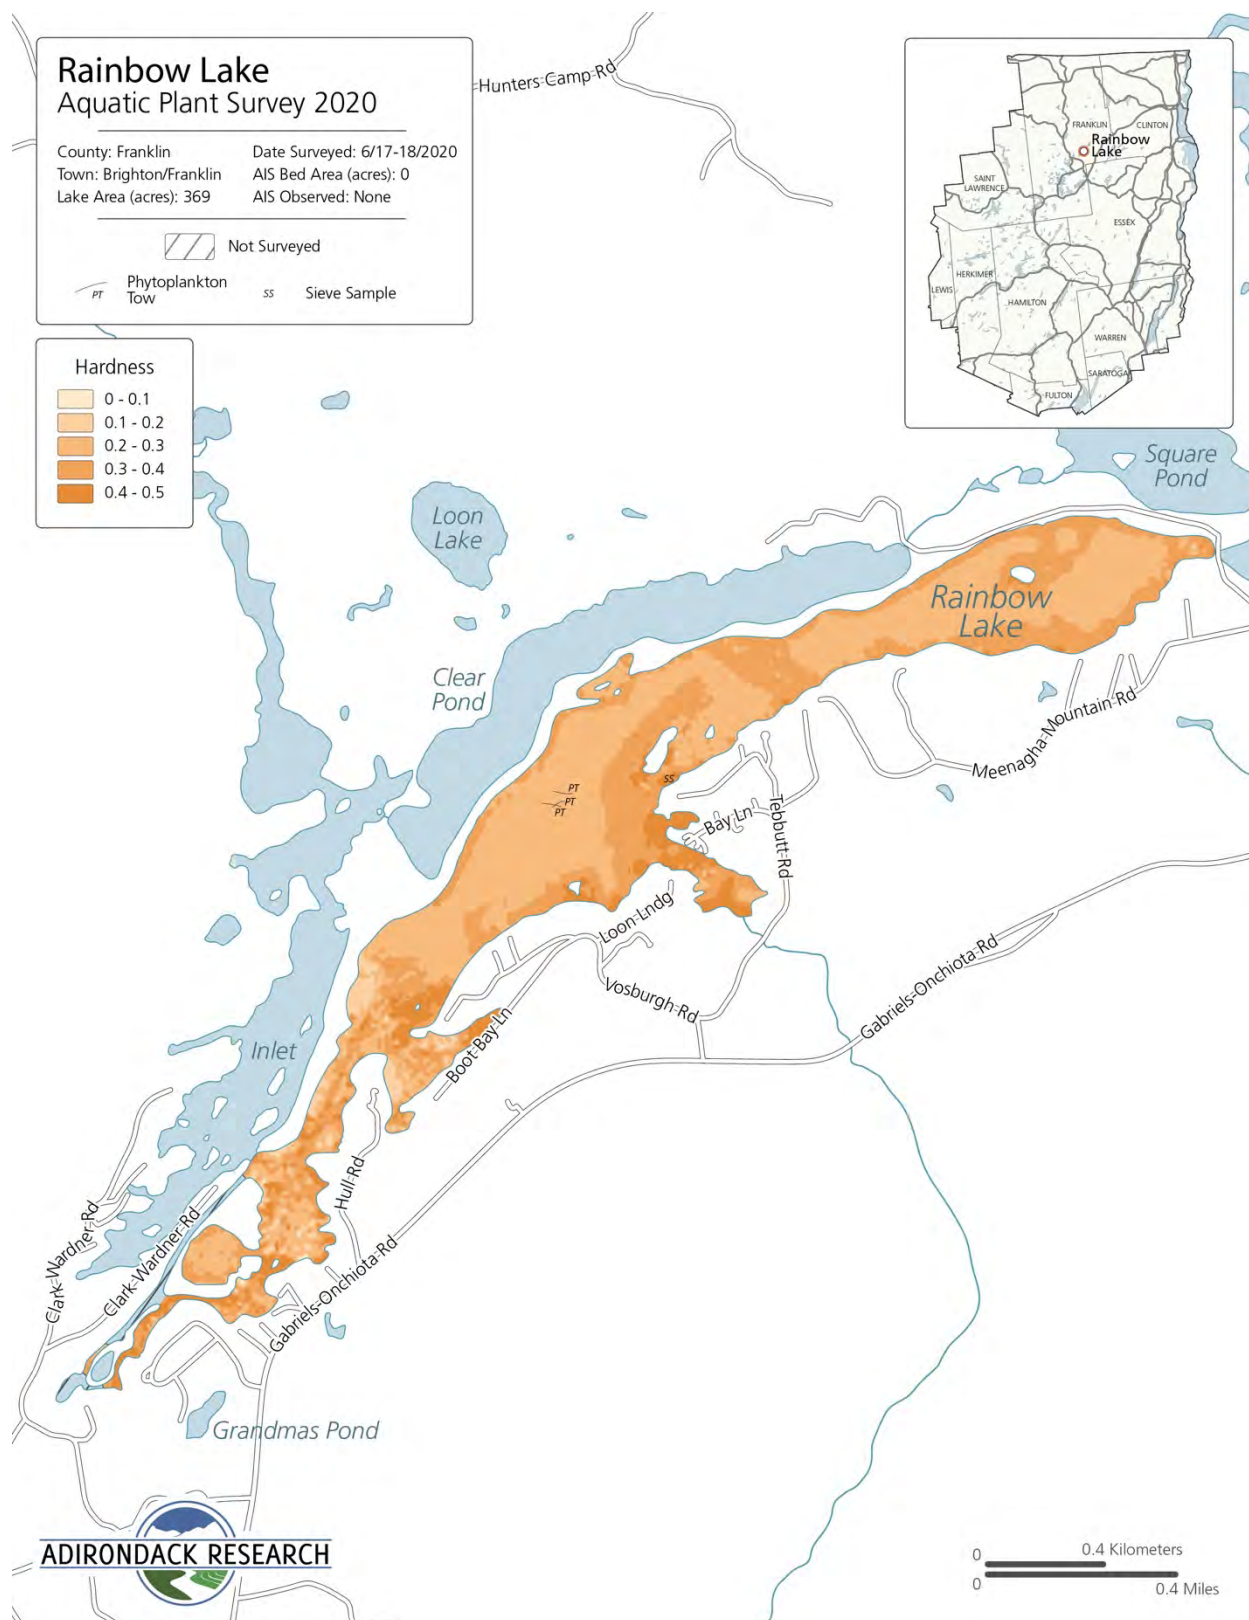 Rainbow Lake
Aquatic Plant Survey 2020
County: Franklin
Date Surveyed: 6/17-18/2020
Town: Brighton/Franklin
AIS Bed Area (acres): 0
Lake Area (acres): 369
AIS Observed: None
Not Surveyed
PT
Phytoplankton
Tow
SS
Sieve Sample
Hardness
0 - 0.1
0.1 - 0.2
0.2 - 0.3
0.3 - 0.4
0.4 - 0.5
Hunters-Camp-Rd
FRANKLIN
CLINTON
Rainbow
Lake
SAINT
LAWRENCE
ESSEX
HERKIMER
LEWIS
HAMILTON
WARREN
SARATOGA
FULTON
Square
Pond
Loon
Lake
Rainbow
Lake
Clear
Pond
Meenagha-Mountain-Rd
SS
PT
PT
PT
Bay-Ln
Tebbutt-Rd
Loon-Lndg
Vosburgh-Rd
Gabriels-Onchiota-Rd
Boot-Bay-Ln
Inlet
Hull-Rd
Clark-Wardner-Rd
Clark-Wardner-Rd
Gabriels-Onchiota-Rd
Grandmas Pond
ADIRONDACK RESEARCH
0
0.4 Kilometers
0
0.4 Miles